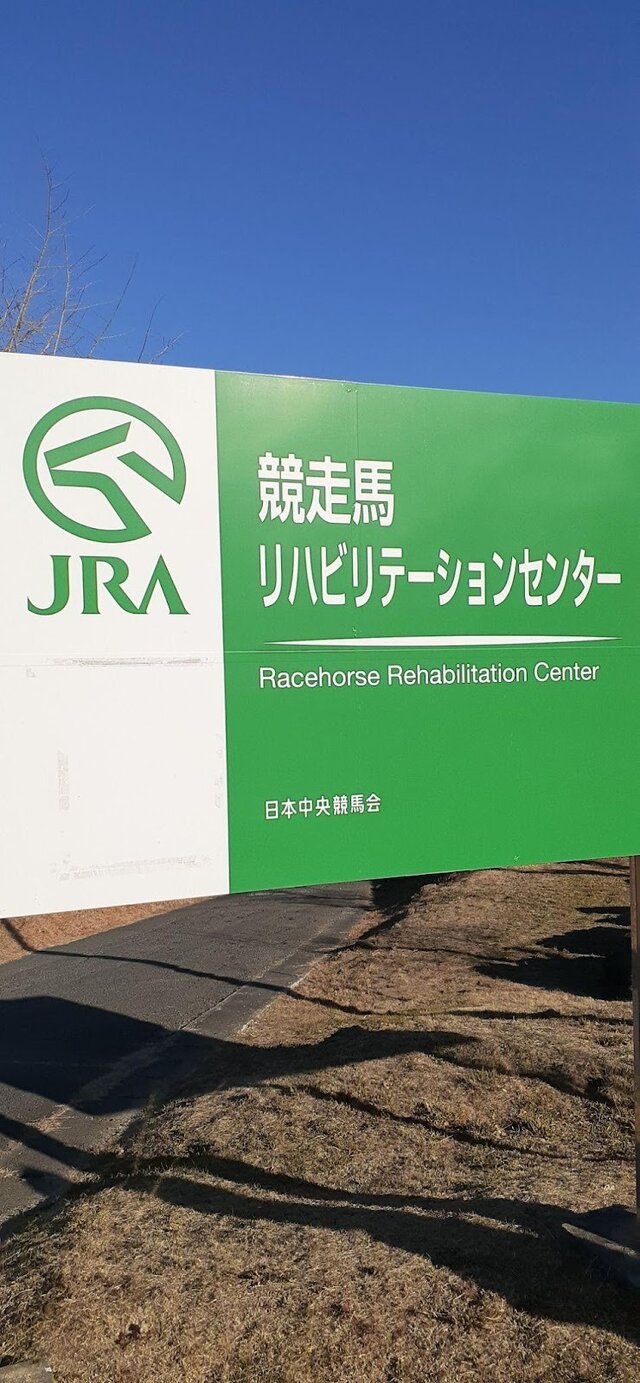 JRA
競走馬
リハビリテーションセンター
Racehorse Rehabilitation Center
日本中央競馬会